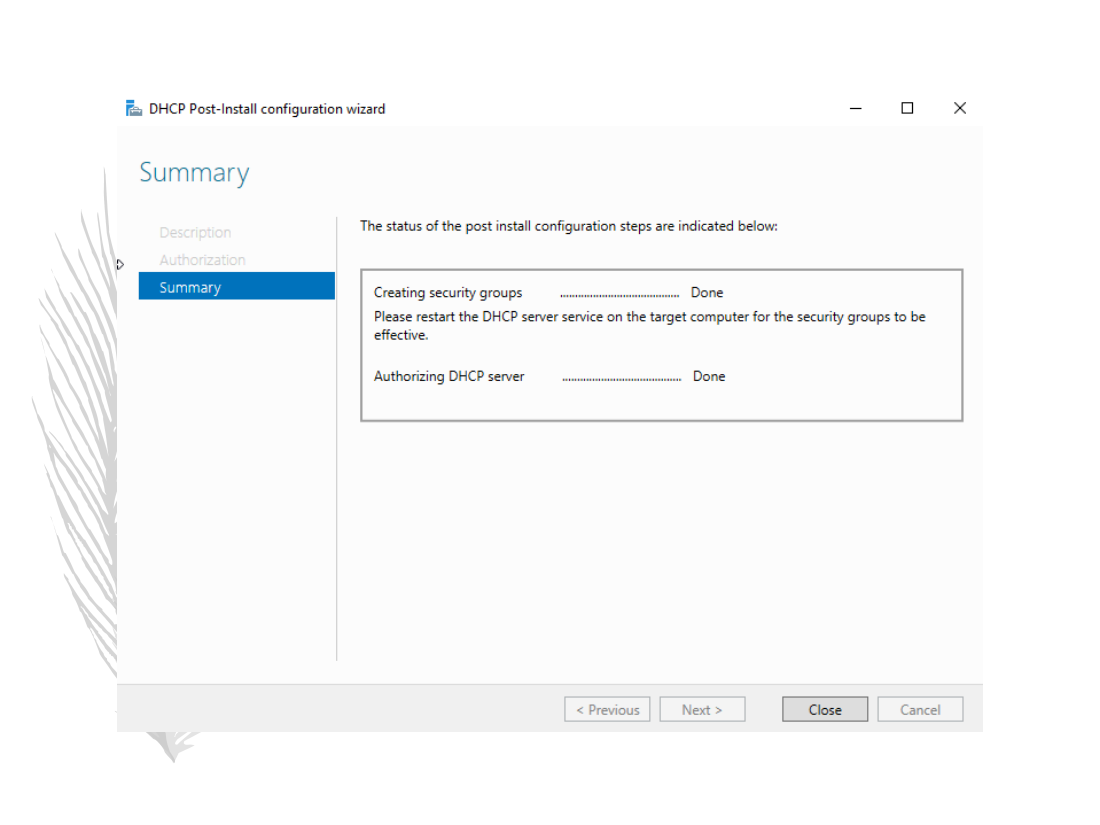 DHCP Post-Install configuration wizard
Summary
Description
Authorization
Summary
The status of the post install configuration steps are indicated below:
Creating security groups ........................................ Done
Please restart the DHCP server service on the target computer for the security groups to be
effective.
Authorizing DHCP server ........................................ Done
< Previous Next > Close Cancel